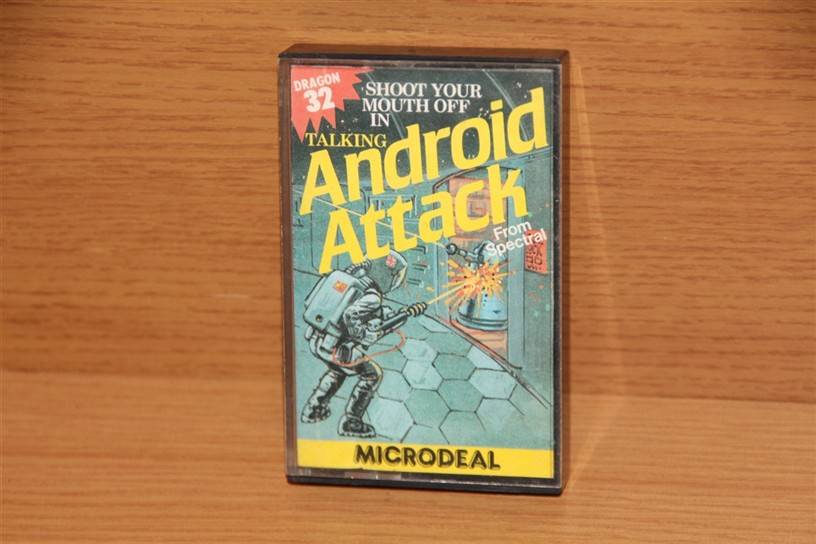 DRAGON
32
SHOOT YOUR
MOUTH OFF
IN
TALKING
Android
Attack
From
Spectral
MICRODEAL